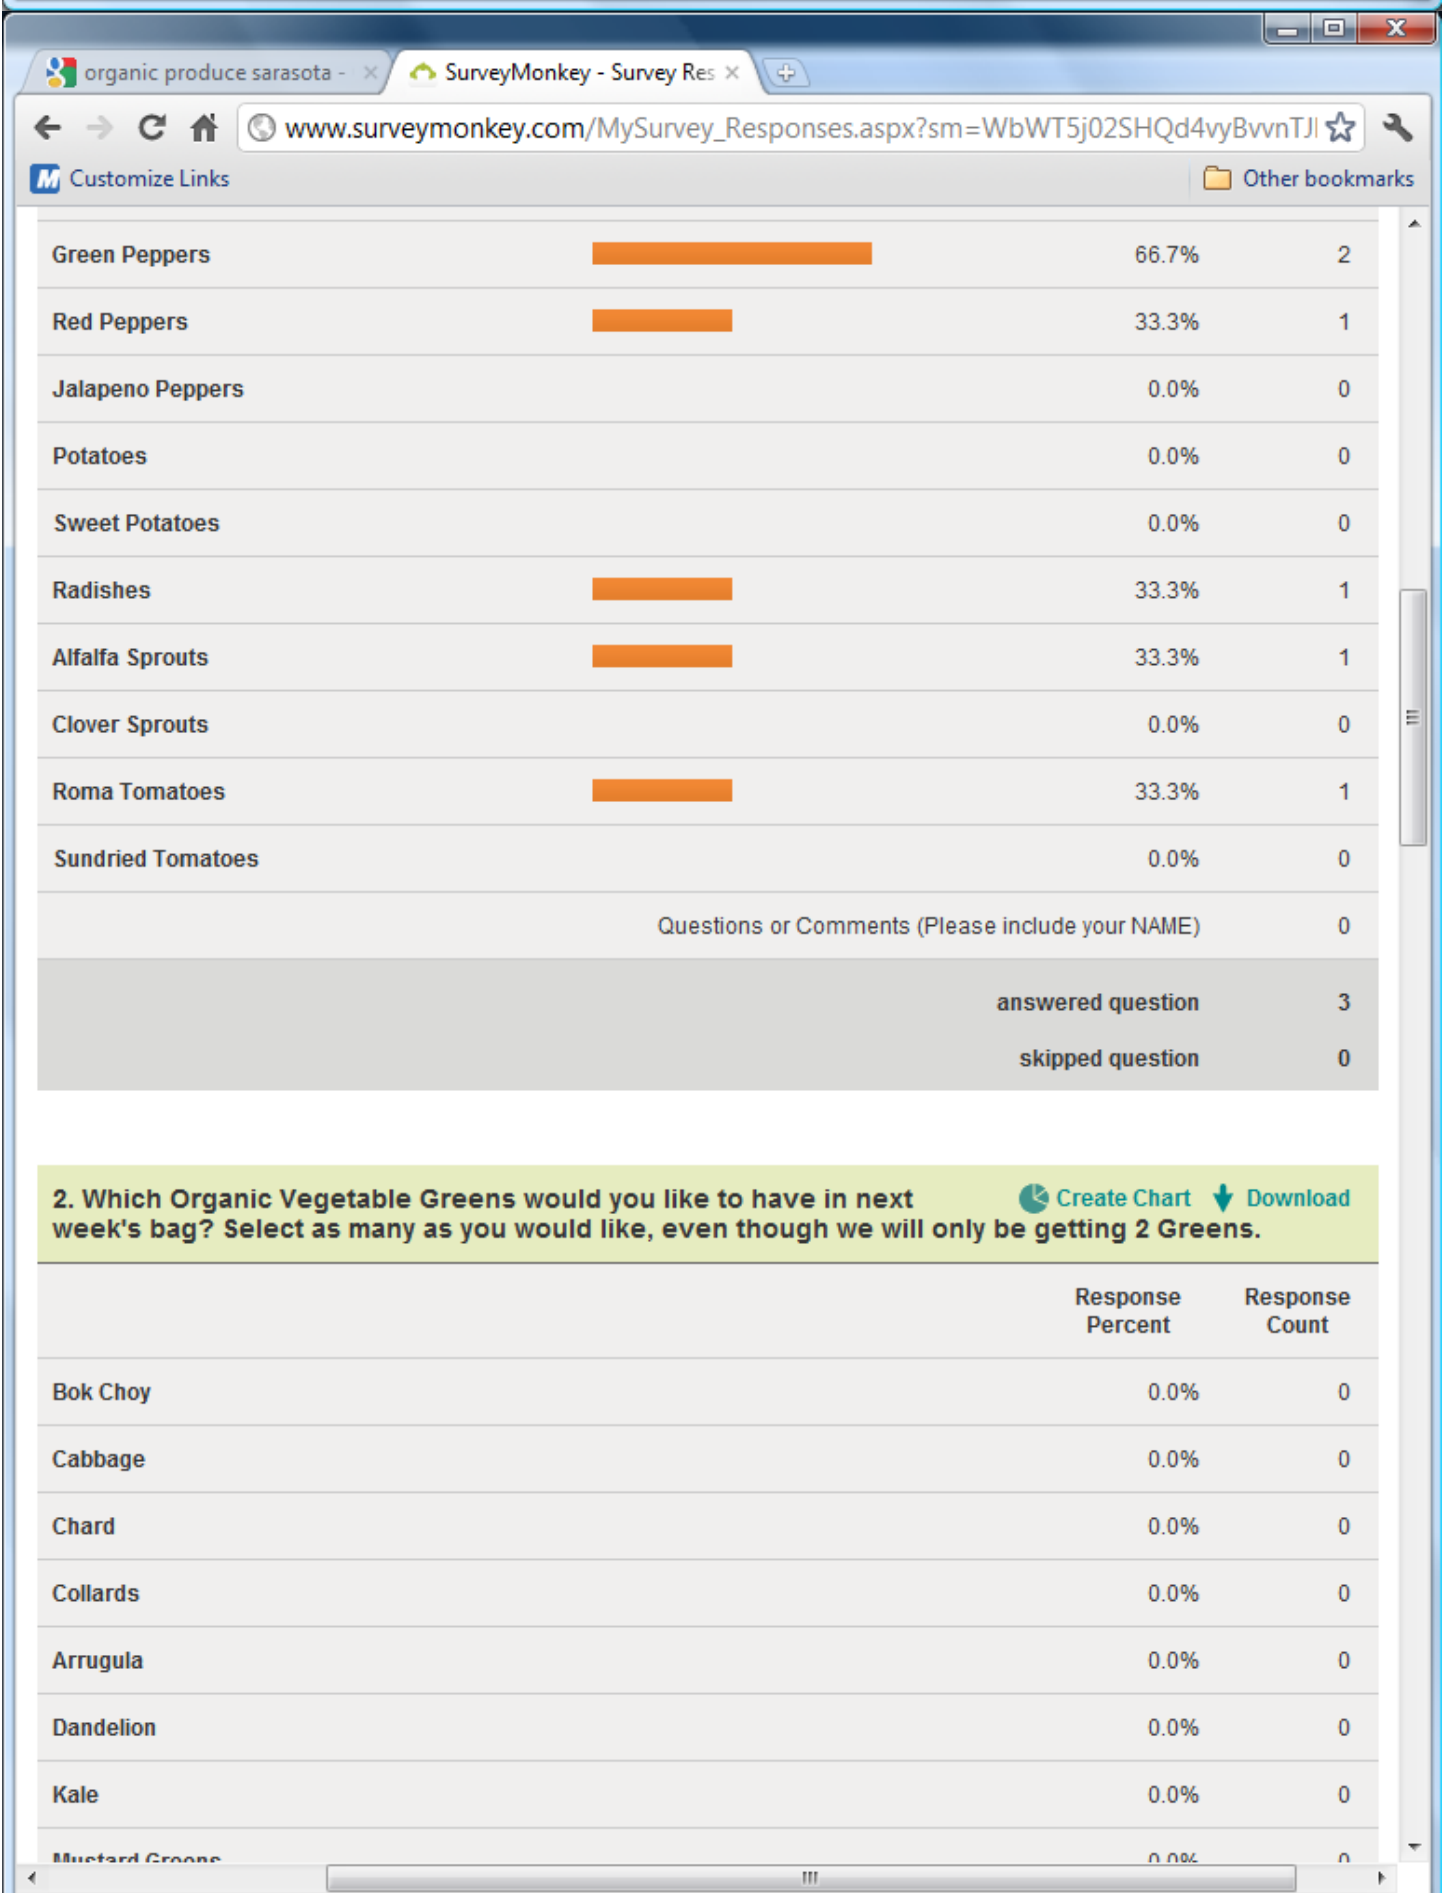 organic produce sarasota -
SurveyMonkey - Survey Res
www.surveymonkey.com/MySurvey_Responses.aspx?sm=WbWT5j02SHQd4vyBvvnTJI
Customize Links Other bookmarks
Green Peppers 66.7% 2
Red Peppers 33.3% 1
Jalapeno Peppers 0.0% 0
Potatoes 0.0% 0
Sweet Potatoes 0.0% 0
Radishes 33.3% 1
Alfalfa Sprouts 33.3% 1
Clover Sprouts 0.0% 0
Roma Tomatoes 33.3% 1
Sundried Tomatoes 0.0% 0
Questions or Comments (Please include your NAME) 0
answered question 3
skipped question 0
2. Which Organic Vegetable Greens would you like to have in next Create Chart Download
week's bag? Select as many as you would like, even though we will only be getting 2 Greens.
Response Response
Percent Count
Bok Choy 0.0% 0
Cabbage 0.0% 0
Chard 0.0% 0
Collards 0.0% 0
Arrugula 0.0% 0
Dandelion 0.0% 0
Kale 0.0% 0
Mustard Greens 0.0% 0